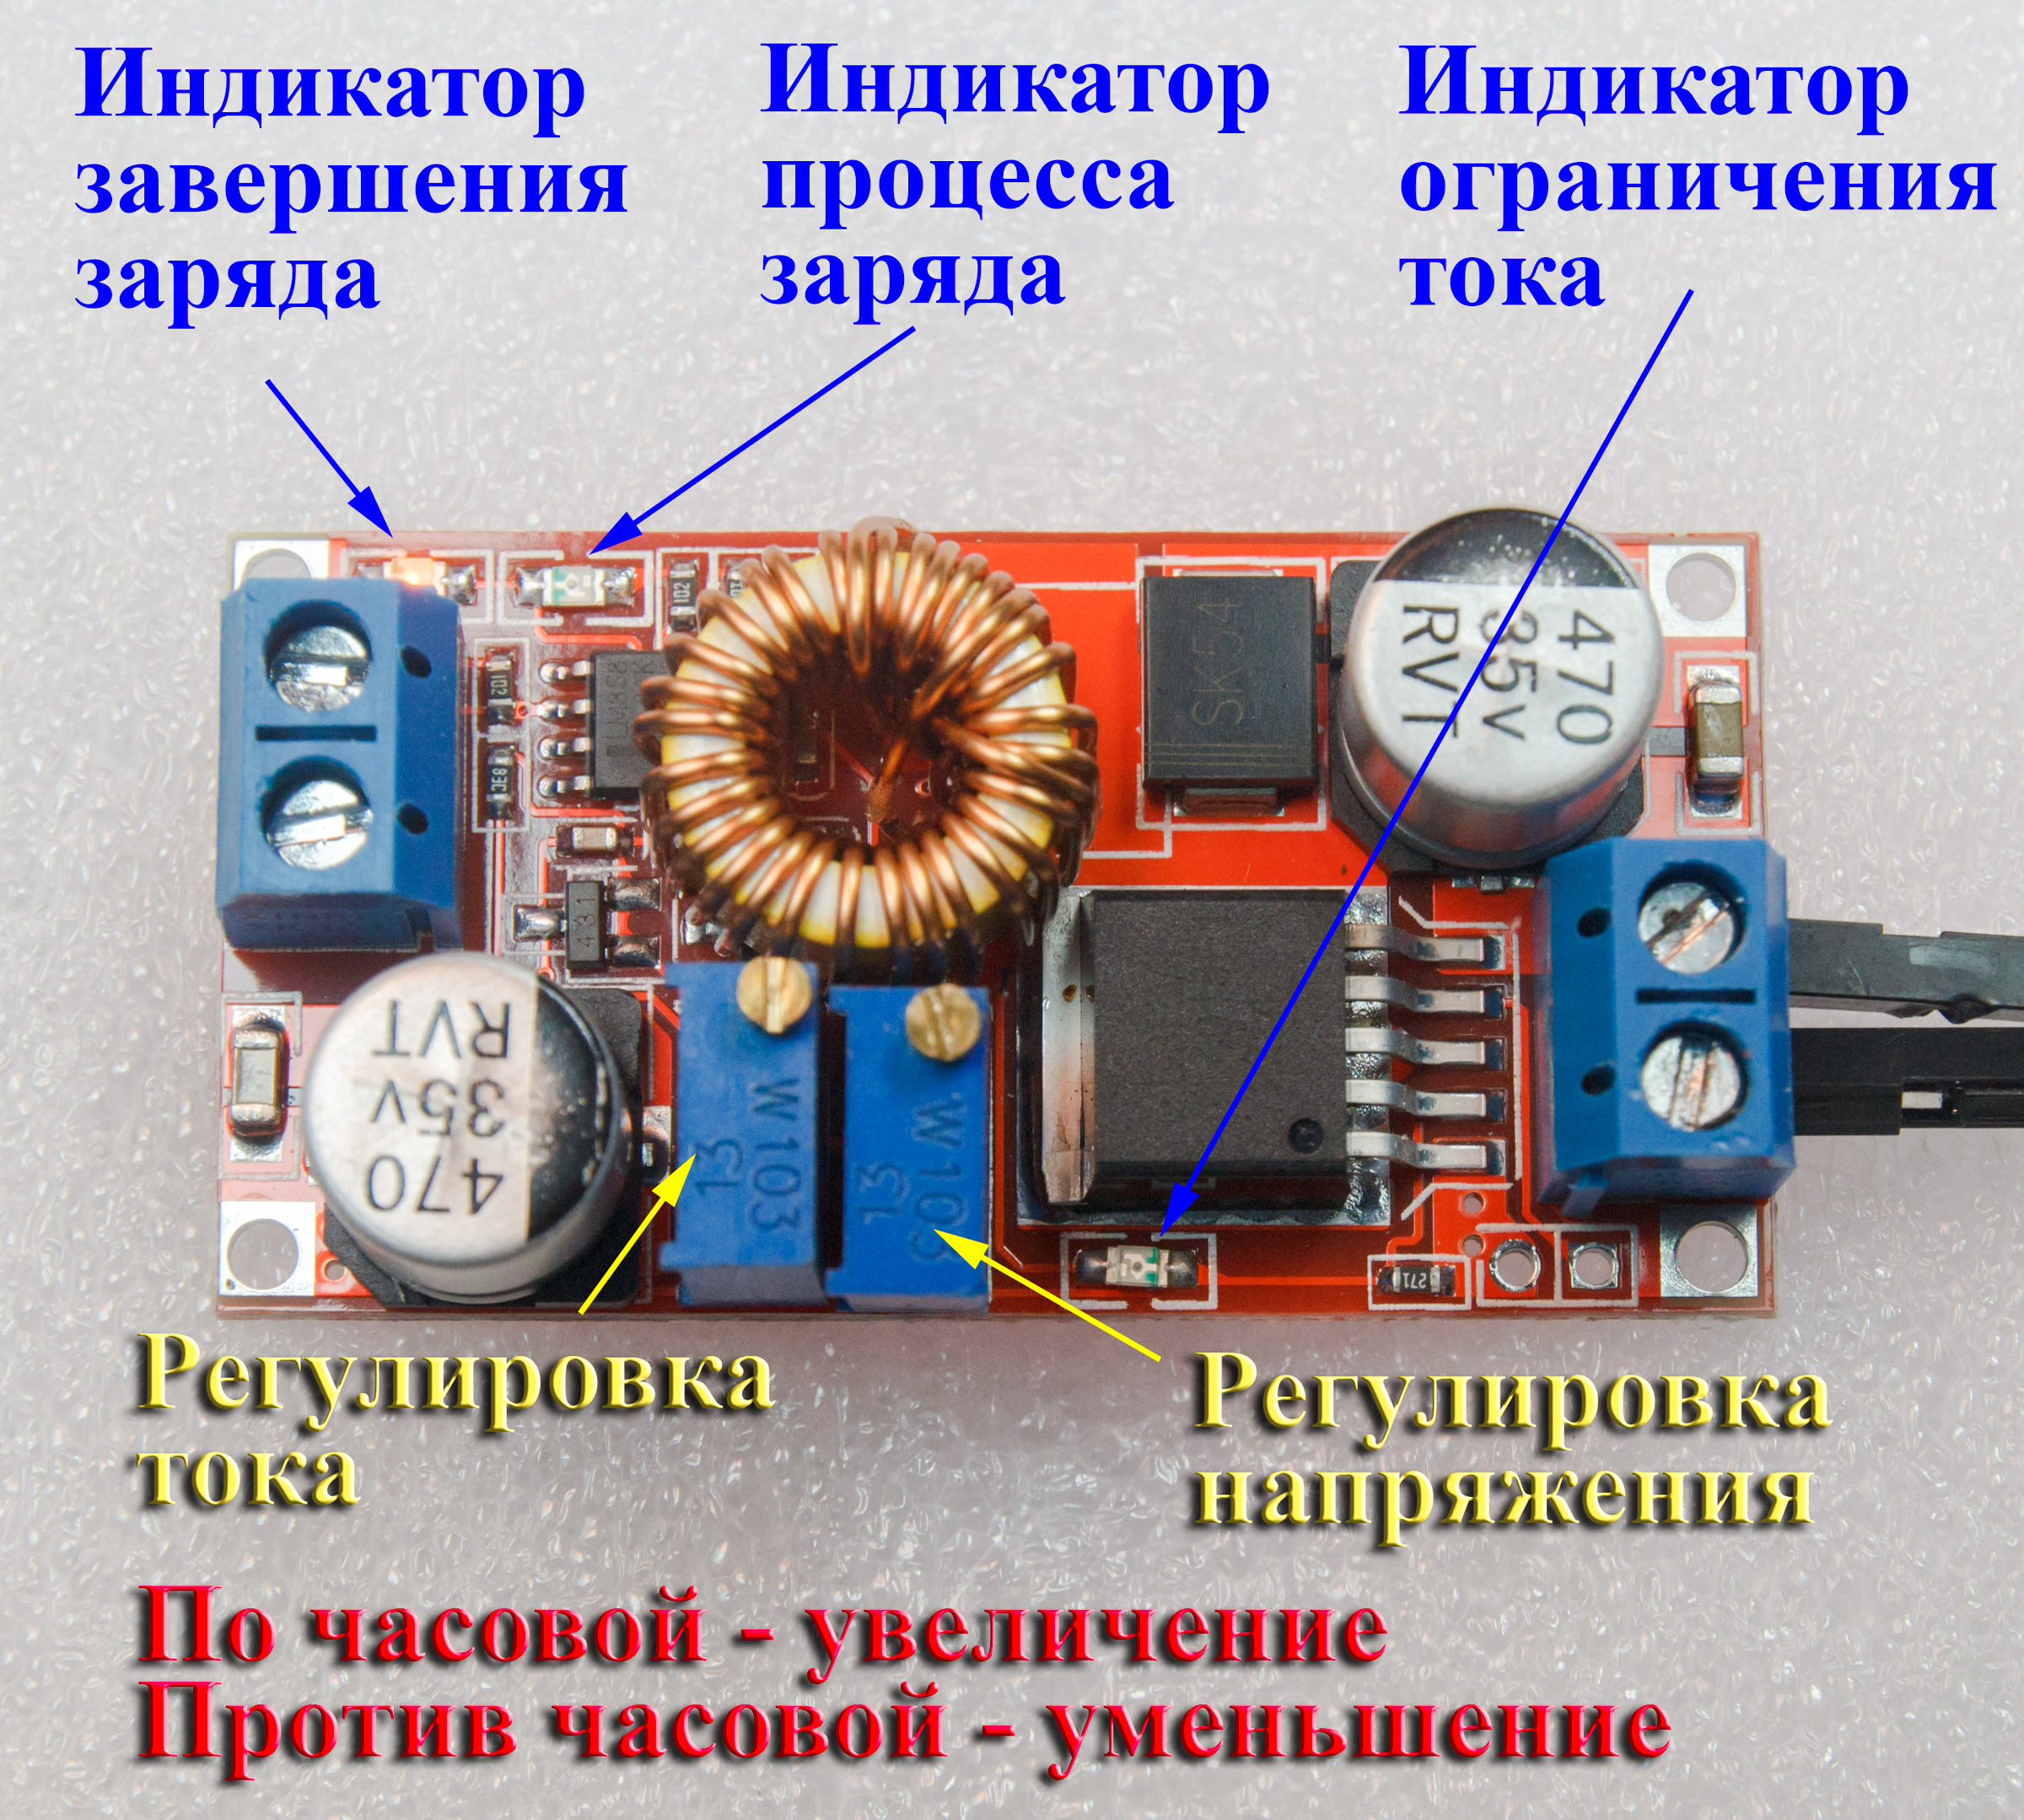 Индикатор
завершения
заряда
Индикатор
процесса
заряда
Индикатор
ограничения
тока
102
102
SK54
470
35v
RVT
431
RVT
35v
470
13
W103
13
W103
271
Регулировка
тока
Регулировка
напряжения
По часовой - увеличение
Против часовой - уменьшение